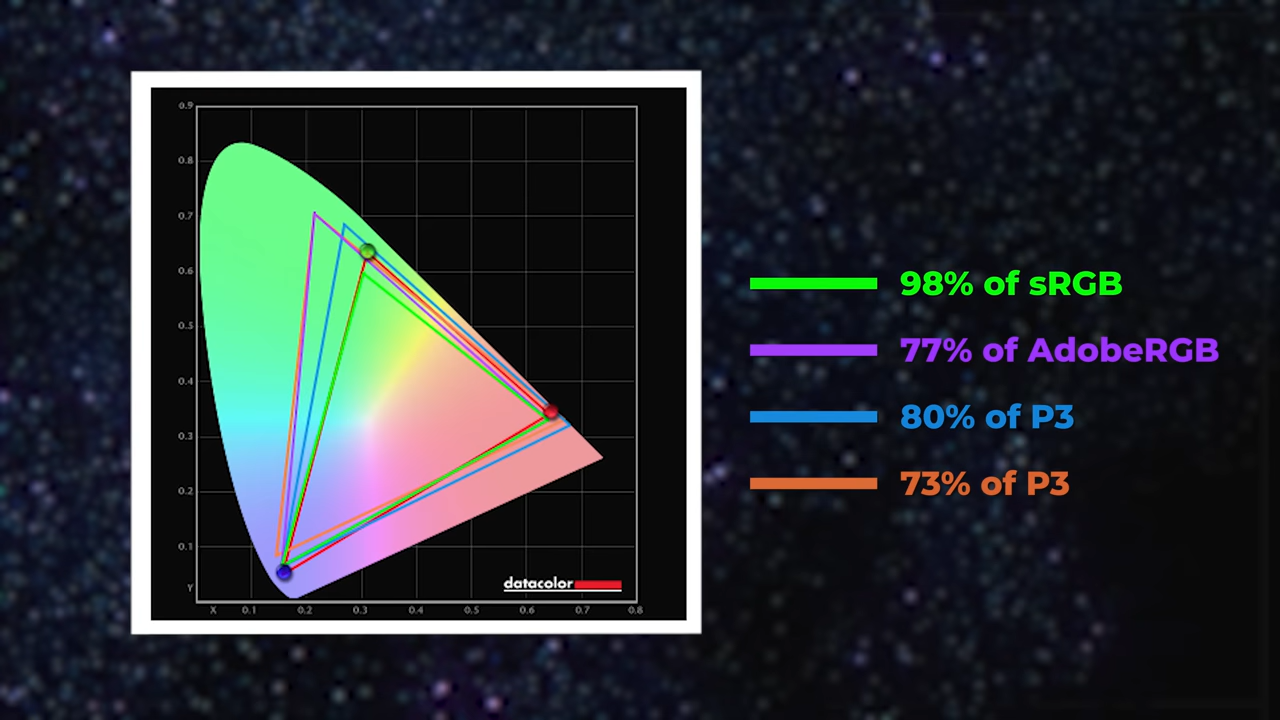 0.9
0.8
0.7
0.6
0.5
0.4
0.3
0.2
0.1
Y
X 0.1 0.2 0.3 0.4 0.5 0.6 0.7 0.8
datacolor
98% of sRGB
77% of AdobeRGB
80% of P3
73% of P3